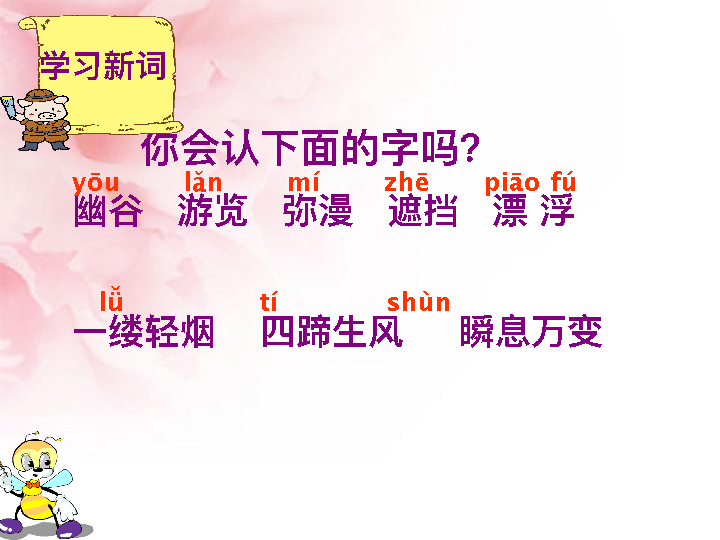 学习新词
你会认下面的字吗?
yōu lǎn mí zhē piāo fú
幽谷 游览 弥漫 遮挡 漂 浮
lǚ tí shùn
一缕轻烟 四蹄生风 瞬息万变